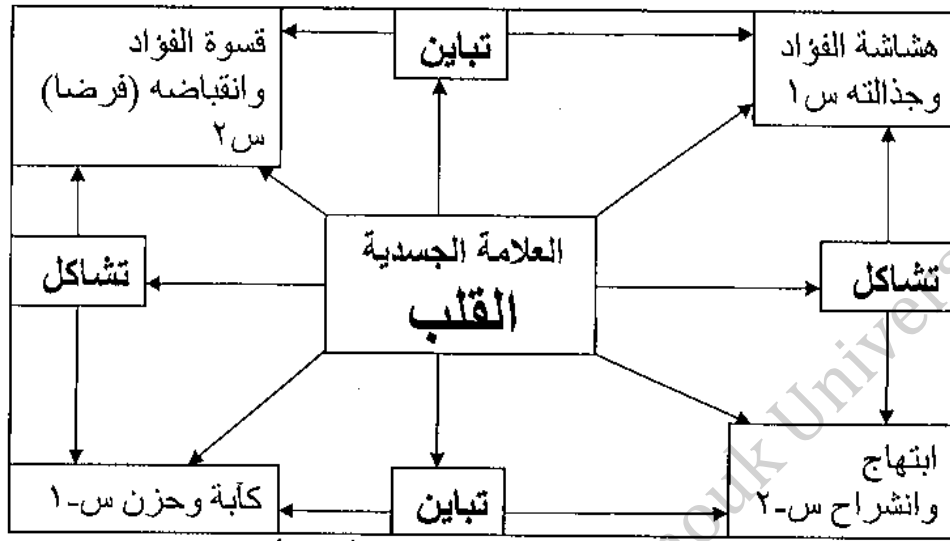 هشاشة الفؤاد
وجذالته س١
تباين
قسوة الفؤاد
وانقباضه (فرضا)
س٢
العلامة الجسدية
القلب
تشاكل
تشاكل
ابتهاج
وانشراح س-٢
تباين
كآبة وحزن س-١